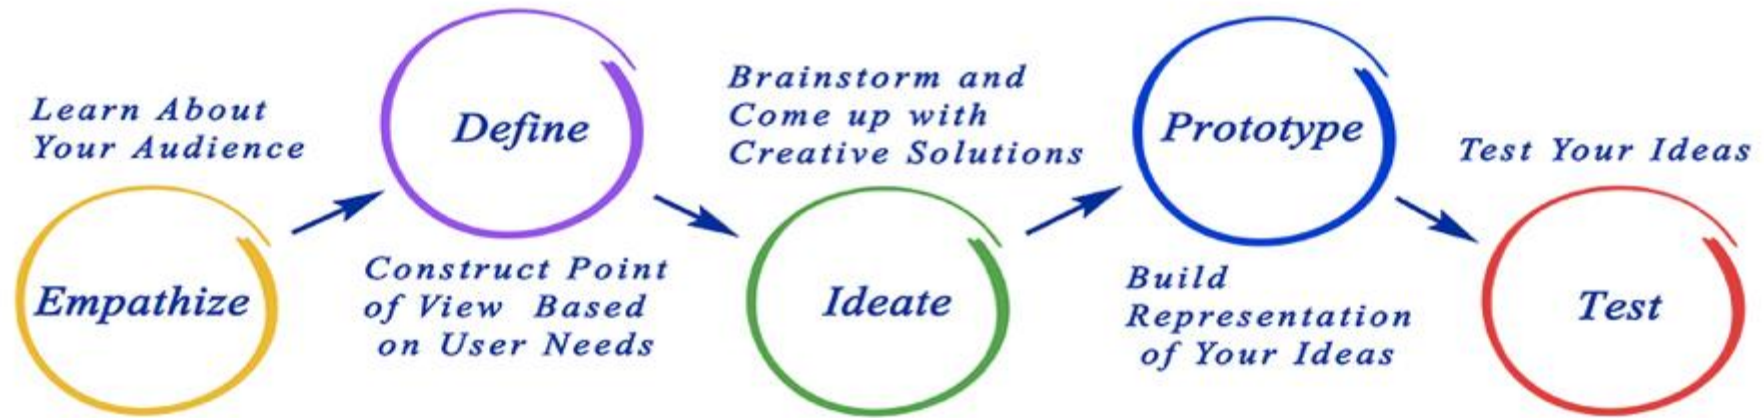 Learn About
Your Audience
Empathize
Define
Construct Point
of View Based
on User Needs
Brainstorm and
Come up with
Creative Solutions
Ideate
Prototype
Build
Representation
of Your Ideas
Test Your Ideas
Test